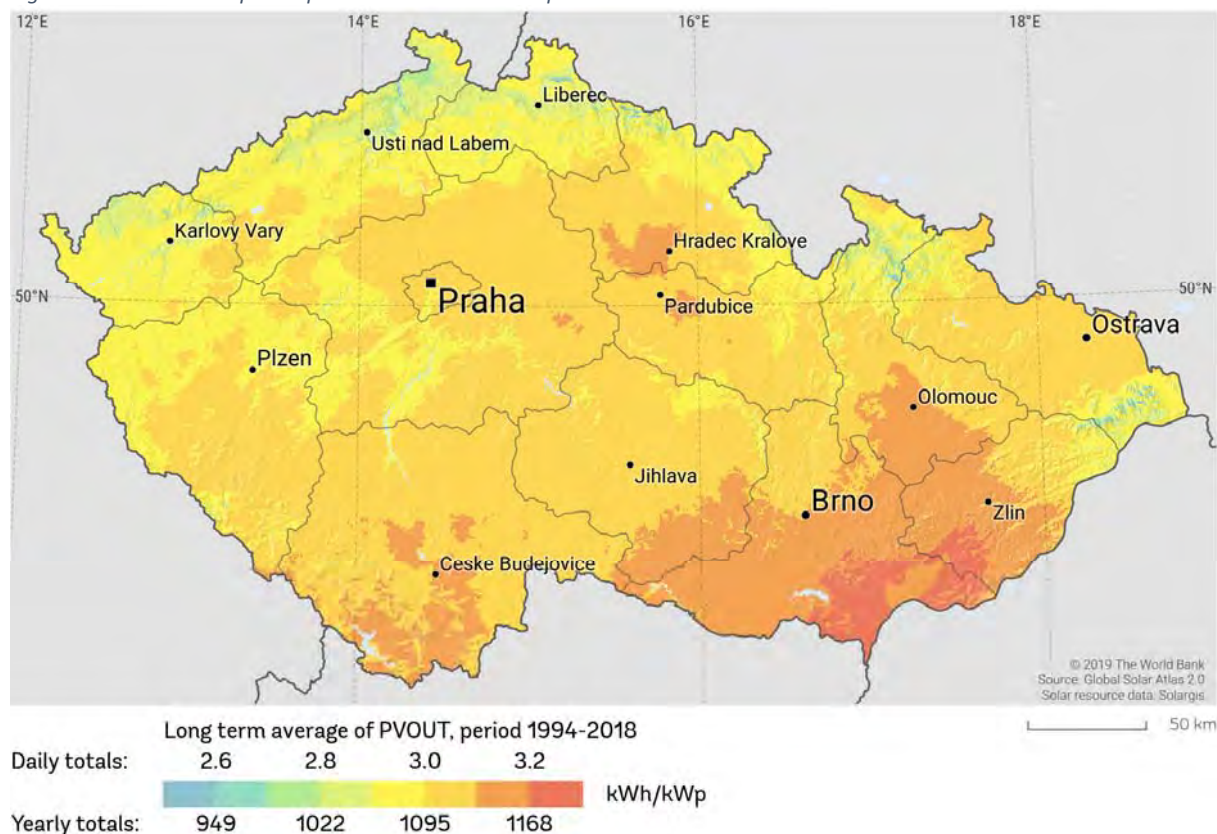 12°E 14°E 16°E 18°E
Liberec
Usti nad Labem
Karlovy Vary
Hradec Kralove
50°N
Praha
Pardubice
50°N
Ostrava
Plzen
Olomouc
Jihlava
Brno
Zlin
Ceske Budejovice
© 2019 The World Bank
Source: Global Solar Atlas 2.0
Solar resource data: Solargis
50 km
Long term average of PVOUT, period 1994-2018
Daily totals: 2.6 2.8 3.0 3.2
kWh/kWp
Yearly totals: 949 1022 1095 1168